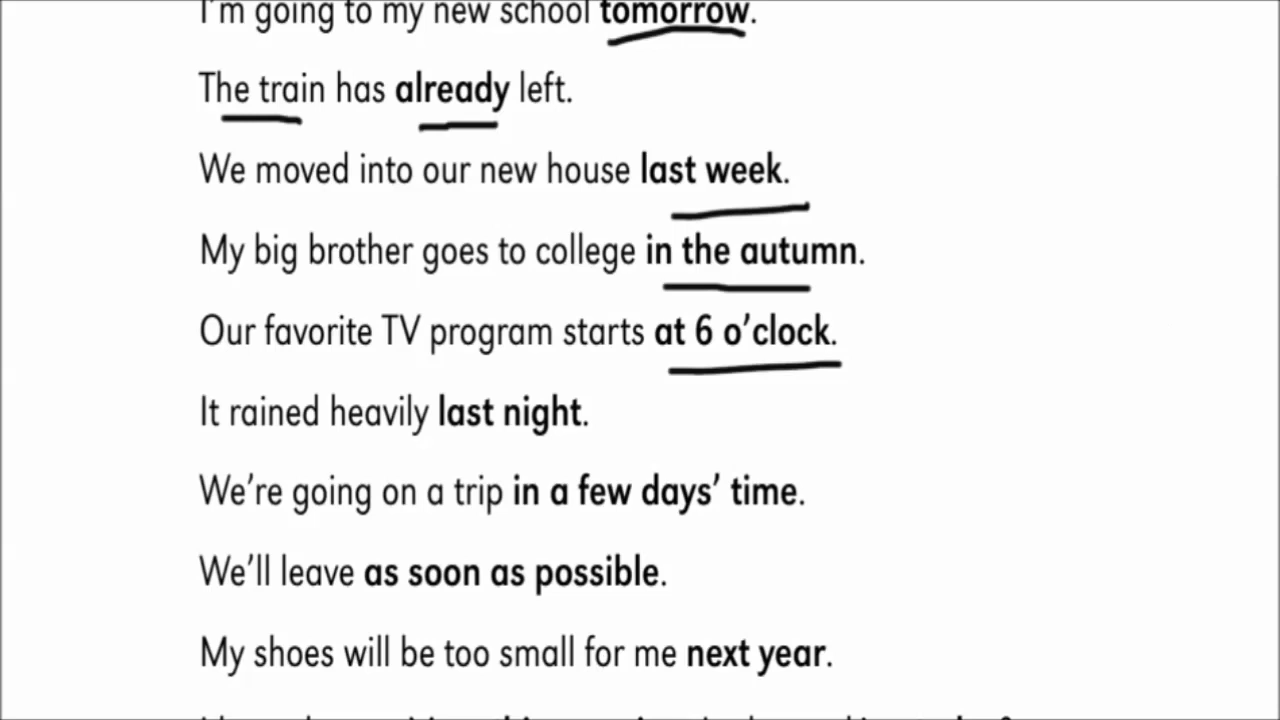 I'm going to my new school tomorrow.
The train has already left.
We moved into our new house last week.
My big brother goes to college in the autumn.
Our favorite TV program starts at 6 o'clock.
It rained heavily last night.
We're going on a trip in a few days' time.
We'll leave as soon as possible.
My shoes will be too small for me next year.